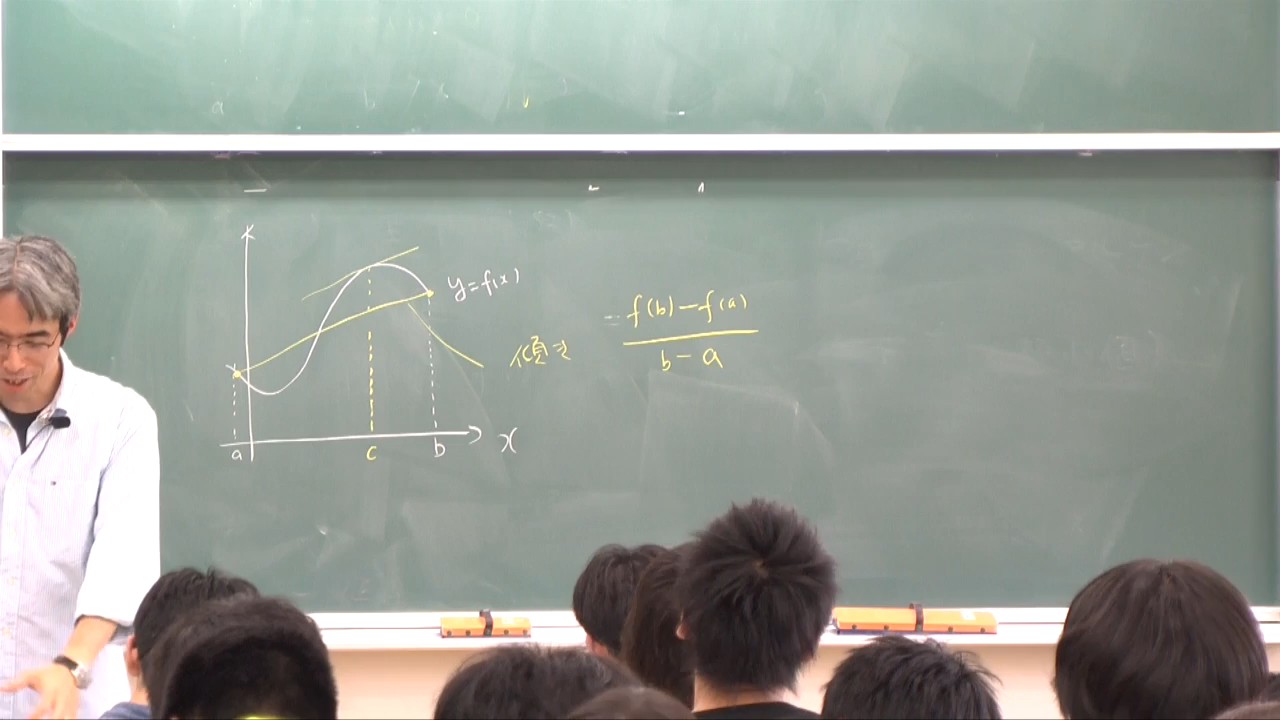 y=f(x)
傾き = f(b)-f(a) / b-a
x
a c b